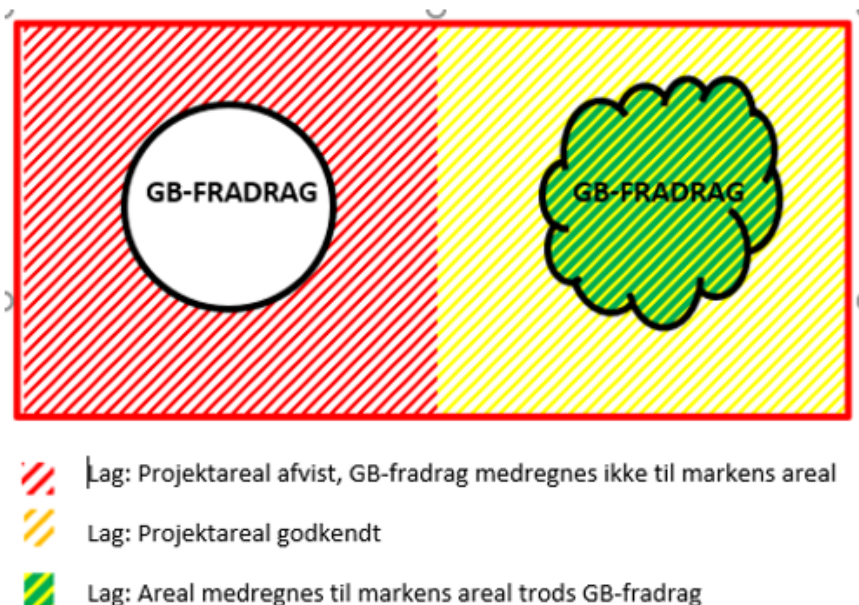 GB-FRADRAG
GB-FRADRAG
Lag: Projektareal afvist, GB-fradrag medregnes ikke til markens areal
Lag: Projektareal godkendt
Lag: Areal medregnes til markens areal trods GB-fradrag